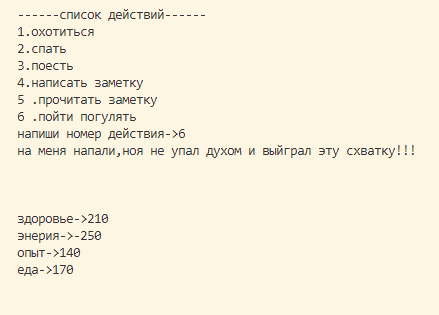 ------список действий------
1.охотиться
2.спать
3.поесть
4.написать заметку
5 .прочитать заметку
6 .пойти погулять
напиши номер действия->6
на меня напали,ноя не упал духом и выйграл эту схватку!!!
здоровье->210
энерия->-250
опыт->140
еда->170